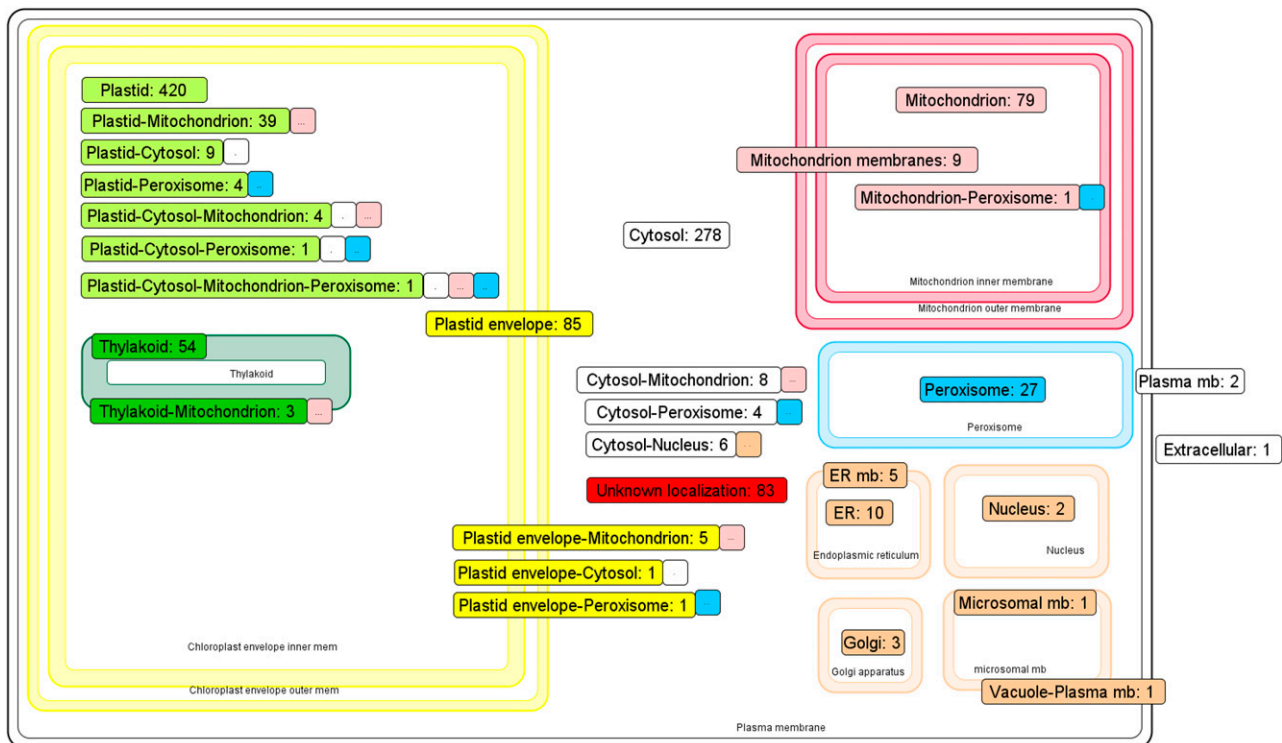 Plastid: 420
Plastid-Mitochondrion: 39 ...
Plastid-Cytosol: 9 .
Plastid-Peroxisome: 4 ..
Plastid-Cytosol-Mitochondrion: 4 . ...
Plastid-Cytosol-Peroxisome: 1 . ..
Plastid-Cytosol-Mitochondrion-Peroxisome: 1 . ... ..
Plastid envelope: 85
Thylakoid: 54
Thylakoid
Thylakoid-Mitochondrion: 3 ...
Chloroplast envelope inner mem
Chloroplast envelope outer mem
Mitochondrion: 79
Mitochondrion membranes: 9
Mitochondrion-Peroxisome: 1 .
Mitochondrion inner membrane
Mitochondrion outer membrane
Cytosol: 278
Cytosol-Mitochondrion: 8 ...
Cytosol-Peroxisome: 4 ..
Cytosol-Nucleus: 6 . .
Unknown localization: 83
Plastid envelope-Mitochondrion: 5 ...
Plastid envelope-Cytosol: 1 .
Plastid envelope-Peroxisome: 1 ..
Peroxisome: 27
Peroxisome
Plasma mb: 2
Extracellular: 1
ER mb: 5
ER: 10
Endoplasmic reticulum
Nucleus: 2
Nucleus
Golgi: 3
Golgi apparatus
Microsomal mb: 1
microsomal mb
Vacuole-Plasma mb: 1
Plasma membrane